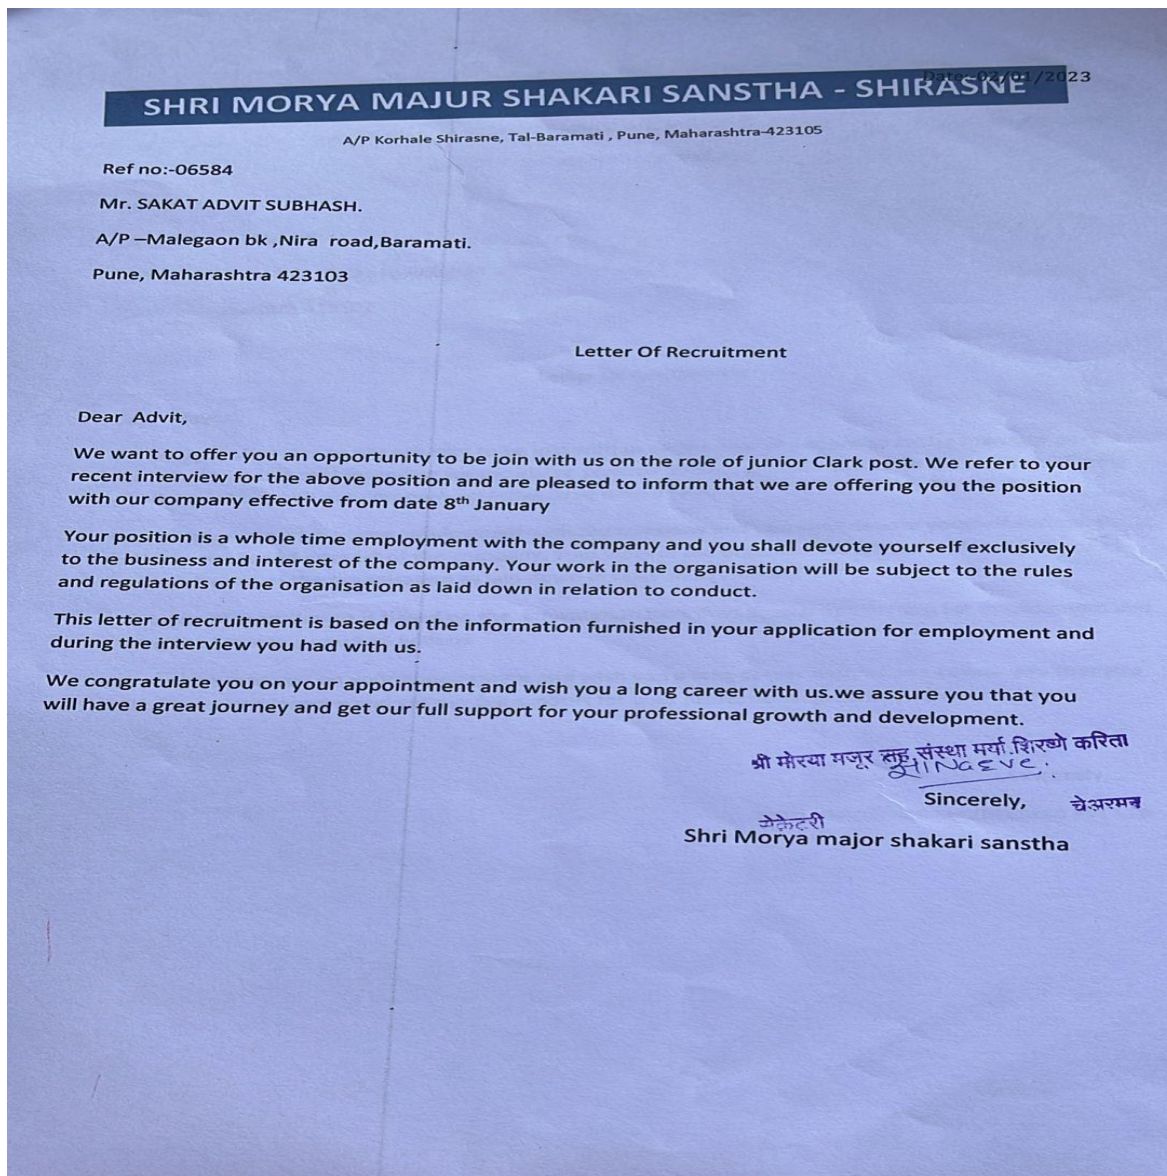 Date:-02/01/2023
SHRI MORYA MAJUR SHAKARI SANSTHA - SHIRASNE
A/P Korhale Shirasne, Tal-Baramati , Pune, Maharashtra-423105
Ref no:-06584
Mr. SAKAT ADVIT SUBHASH.
A/P –Malegaon bk ,Nira road,Baramati.
Pune, Maharashtra 423103
Letter Of Recruitment
Dear Advit,
We want to offer you an opportunity to be join with us on the role of junior Clark post. We refer to your
recent interview for the above position and are pleased to inform that we are offering you the position
with our company effective from date 8th January
Your position is a whole time employment with the company and you shall devote yourself exclusively
to the business and interest of the company. Your work in the organisation will be subject to the rules
and regulations of the organisation as laid down in relation to conduct.
This letter of recruitment is based on the information furnished in your application for employment and
during the interview you had with us.
We congratulate you on your appointment and wish you a long career with us.we assure you that you
will have a great journey and get our full support for your professional growth and development.
श्री मोरया मजूर सह संस्था मर्या.शिरष्णे करिता
Sincerely, चेअरमन
सेक्रेटरी
Shri Morya major shakari sanstha